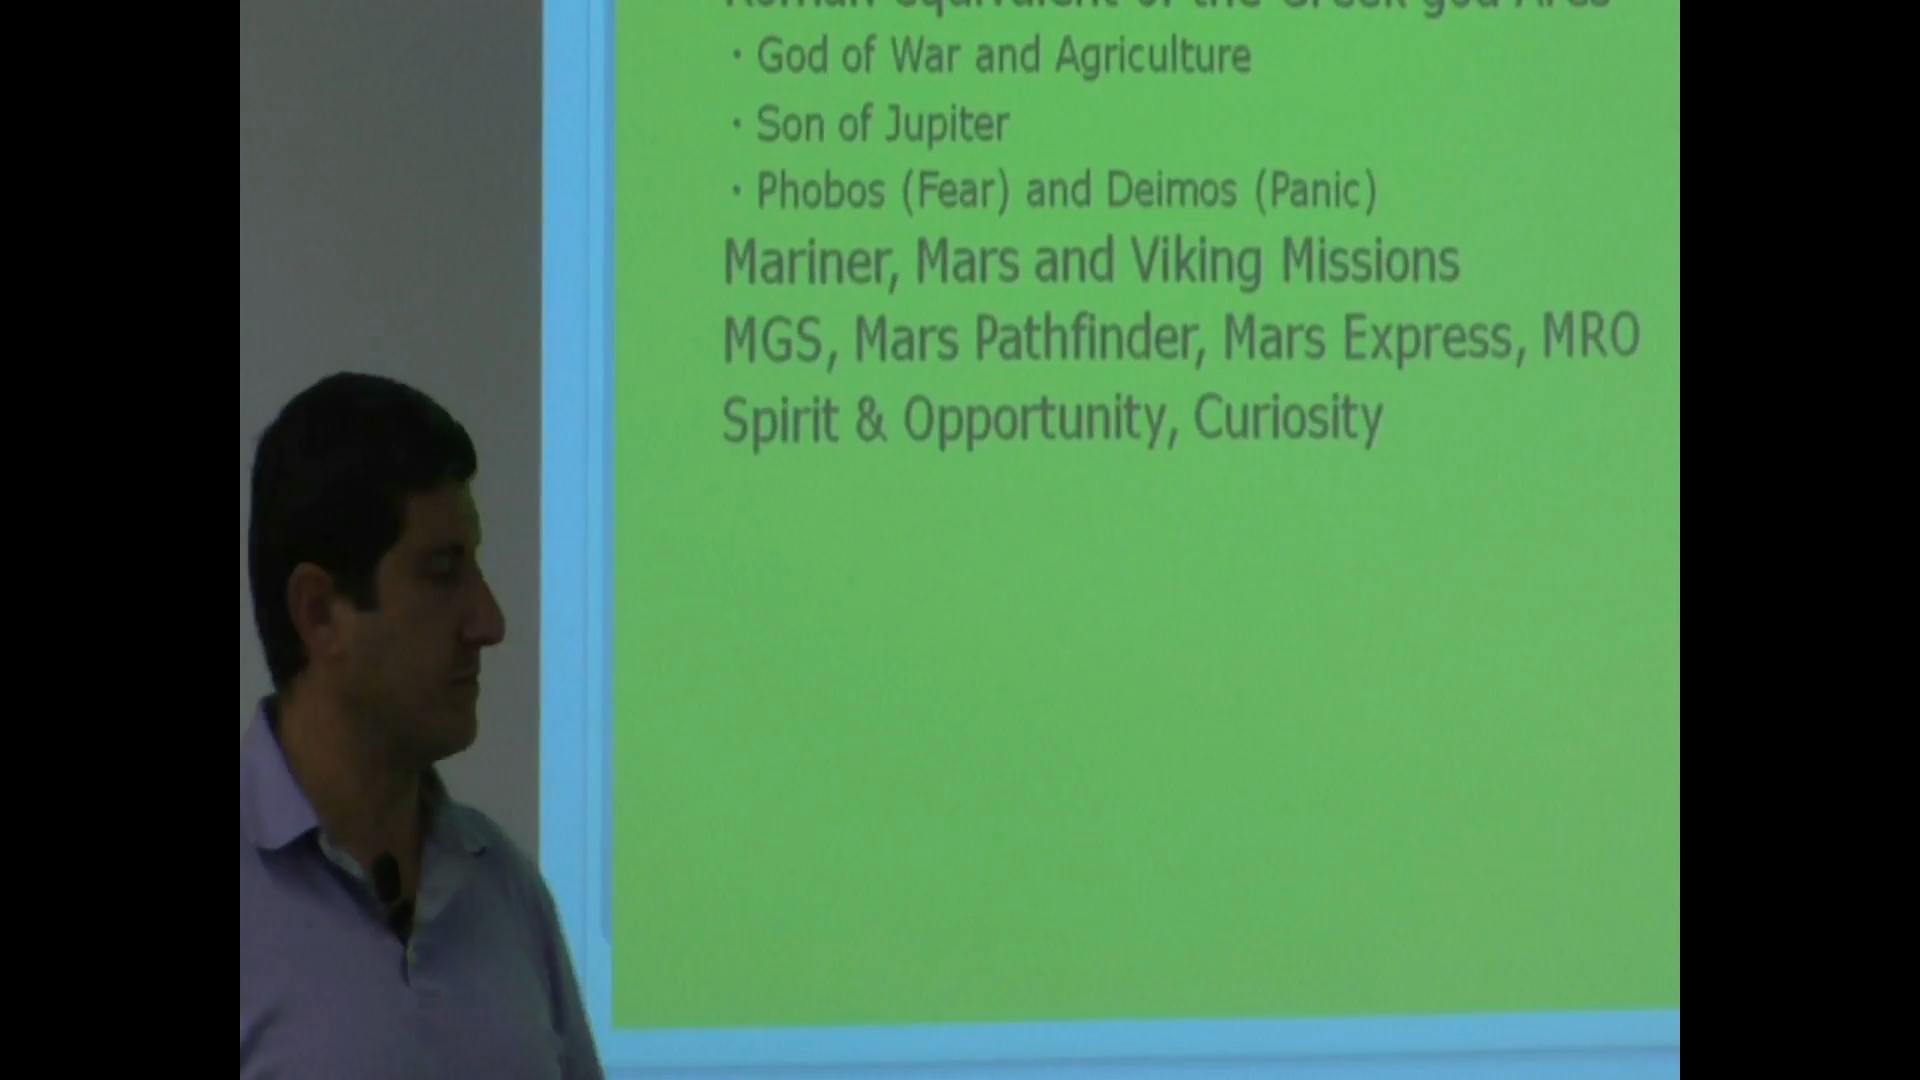 Roman equivalent of the Greek god Ares
· God of War and Agriculture
· Son of Jupiter
· Phobos (Fear) and Deimos (Panic)
Mariner, Mars and Viking Missions
MGS, Mars Pathfinder, Mars Express, MRO
Spirit & Opportunity, Curiosity